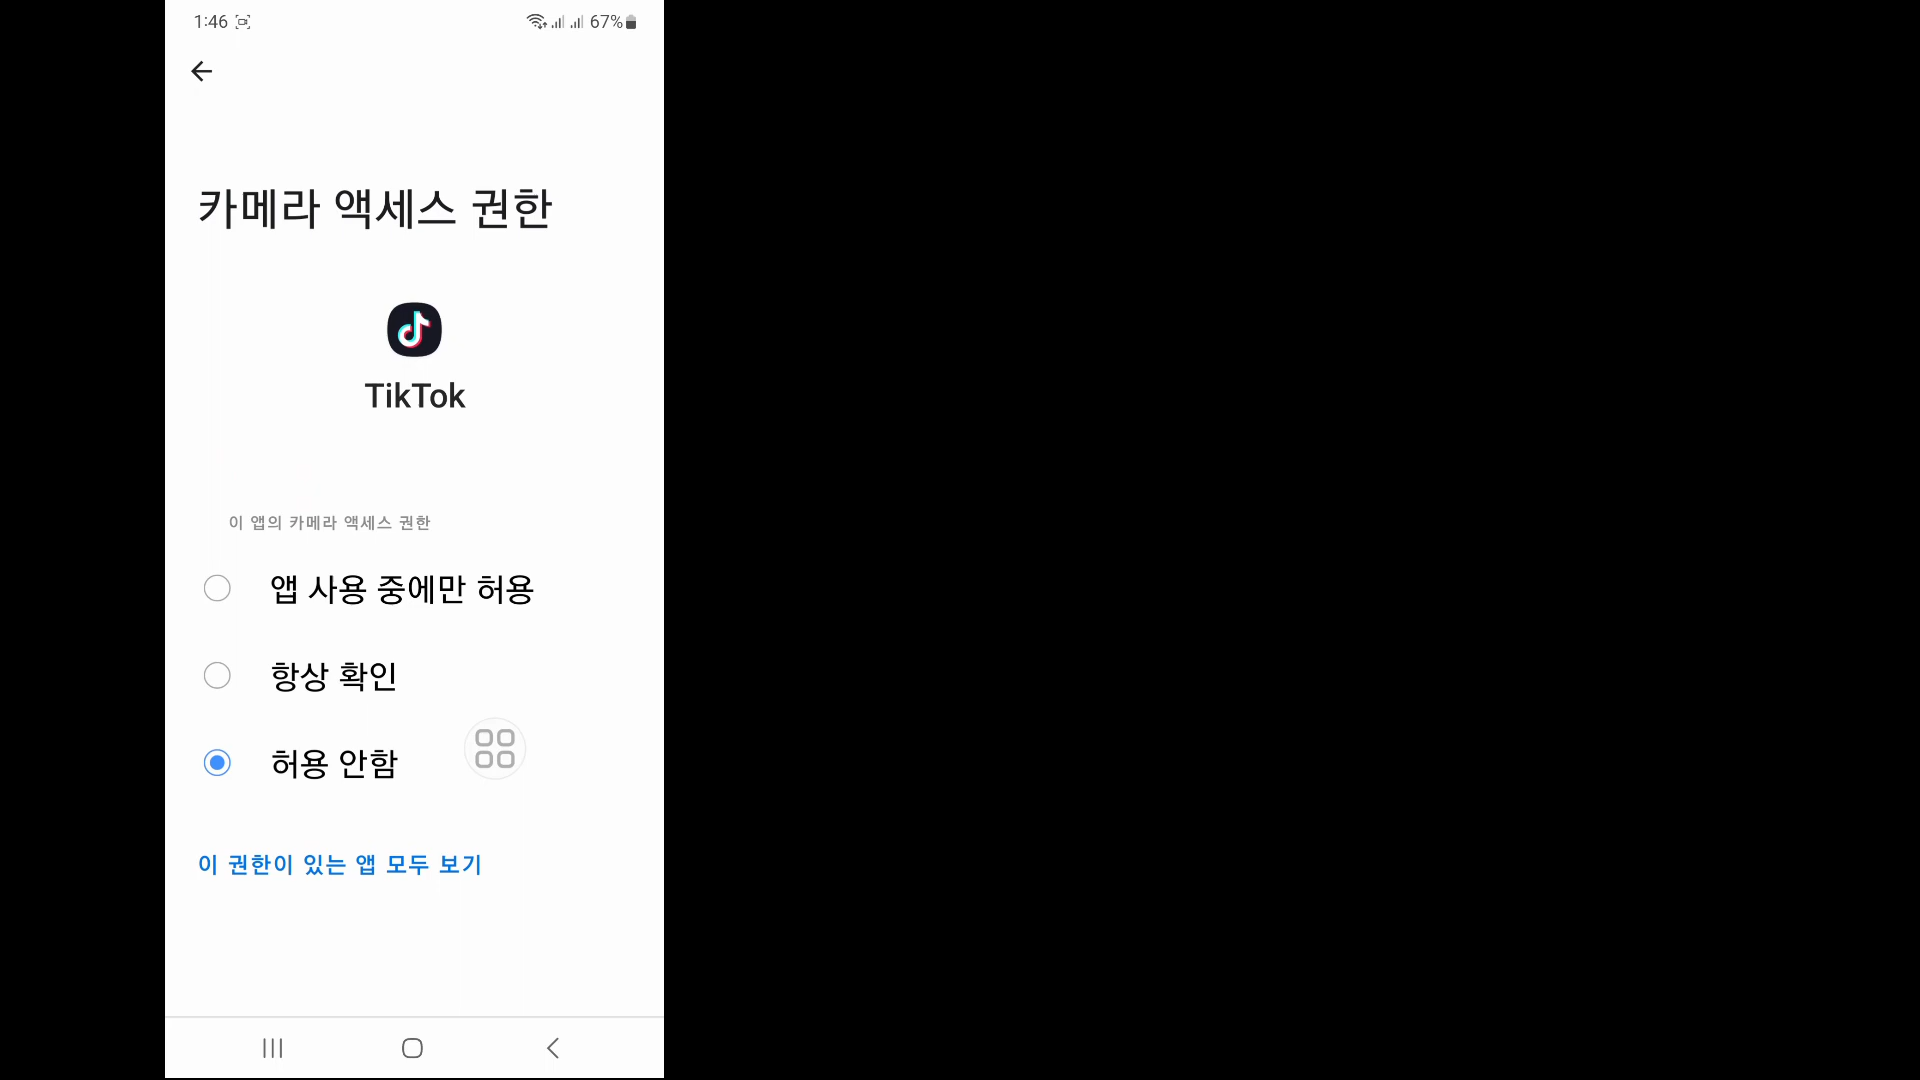 1:46
67%
카메라 액세스 권한
TikTok
이 앱의 카메라 액세스 권한
앱 사용 중에만 허용
항상 확인
허용 안함
이 권한이 있는 앱 모두 보기